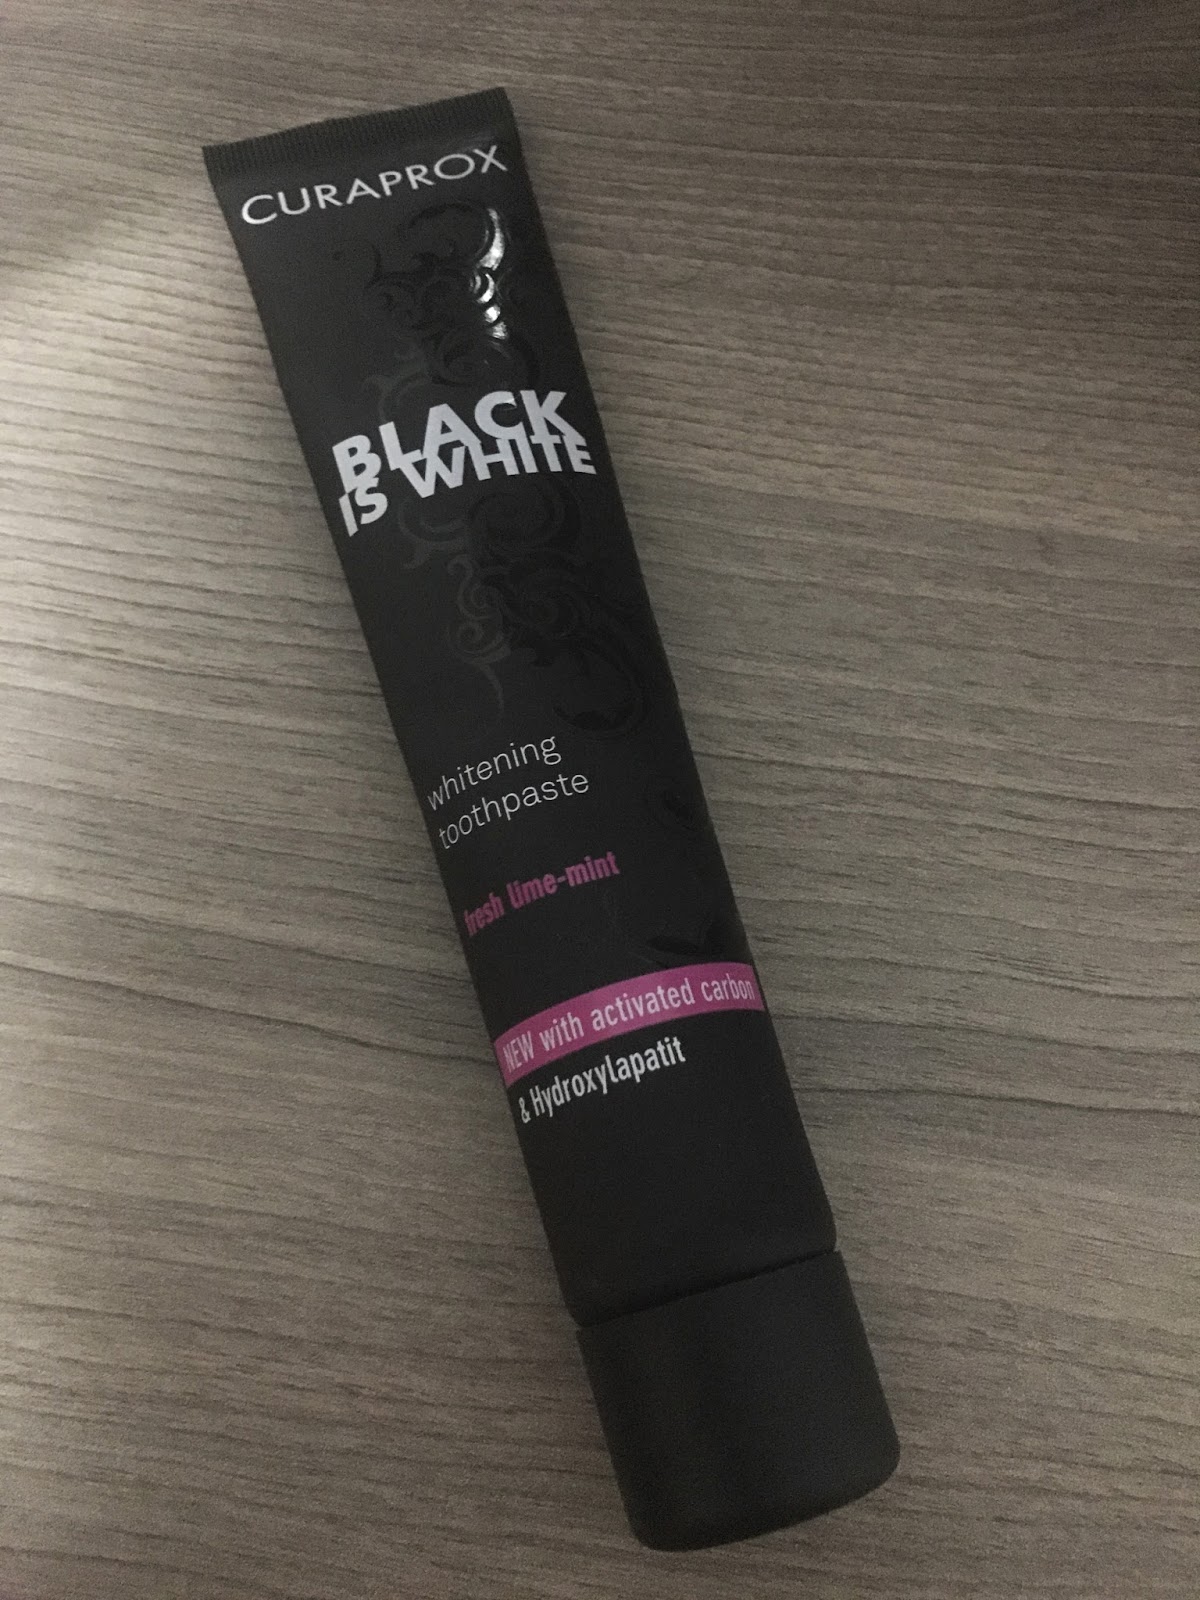 CURAPROX
BLACK
IS WHITE
whitening
toothpaste
fresh lime-mint
NEW with activated carbon
& Hydroxylapatit